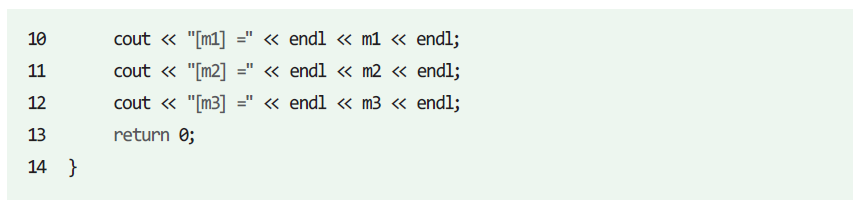 10 cout << "[m1] =" << endl << m1 << endl;
11 cout << "[m2] =" << endl << m2 << endl;
12 cout << "[m3] =" << endl << m3 << endl;
13 return 0;
14 }